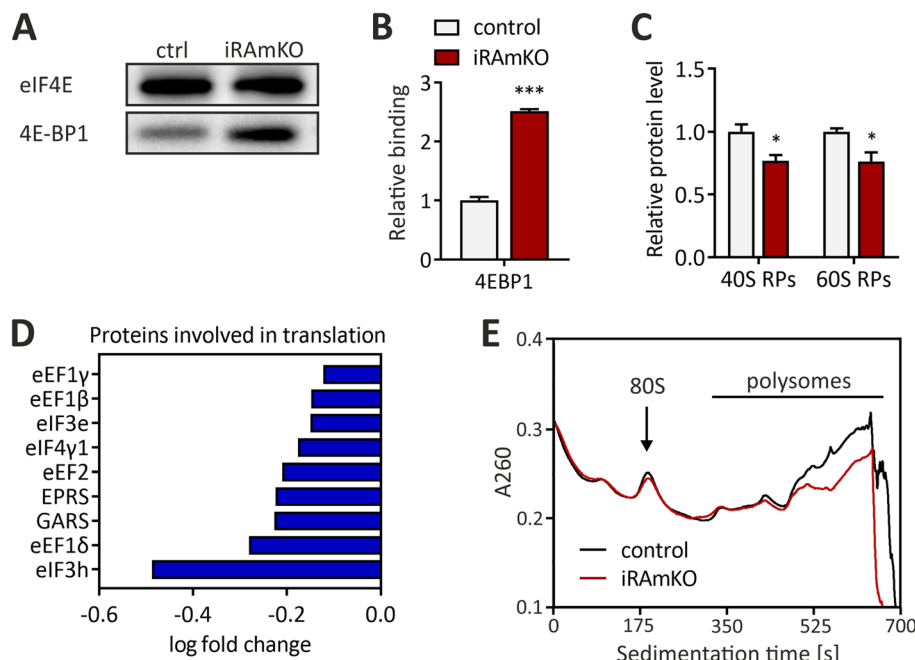 A
ctrl iRAmKO
eIF4E
4E-BP1
B
control
iRAmKO
Relative binding
3
2
1
0
***
4EBP1
C
Relative protein level
1.5
1.0
0.5
0.0
* *
40S RPs 60S RPs
D
Proteins involved in translation
eEF1γ
eEF1β
eIF3e
eIF4γ1
eEF2
EPRS
GARS
eEF1δ
eIF3h
-0.6 -0.4 -0.2 0.0
log fold change
E
A260
0.4
0.3
0.2
0.1
80S
polysomes
control
iRAmKO
0 175 350 525 700
Sedimentation time [s]